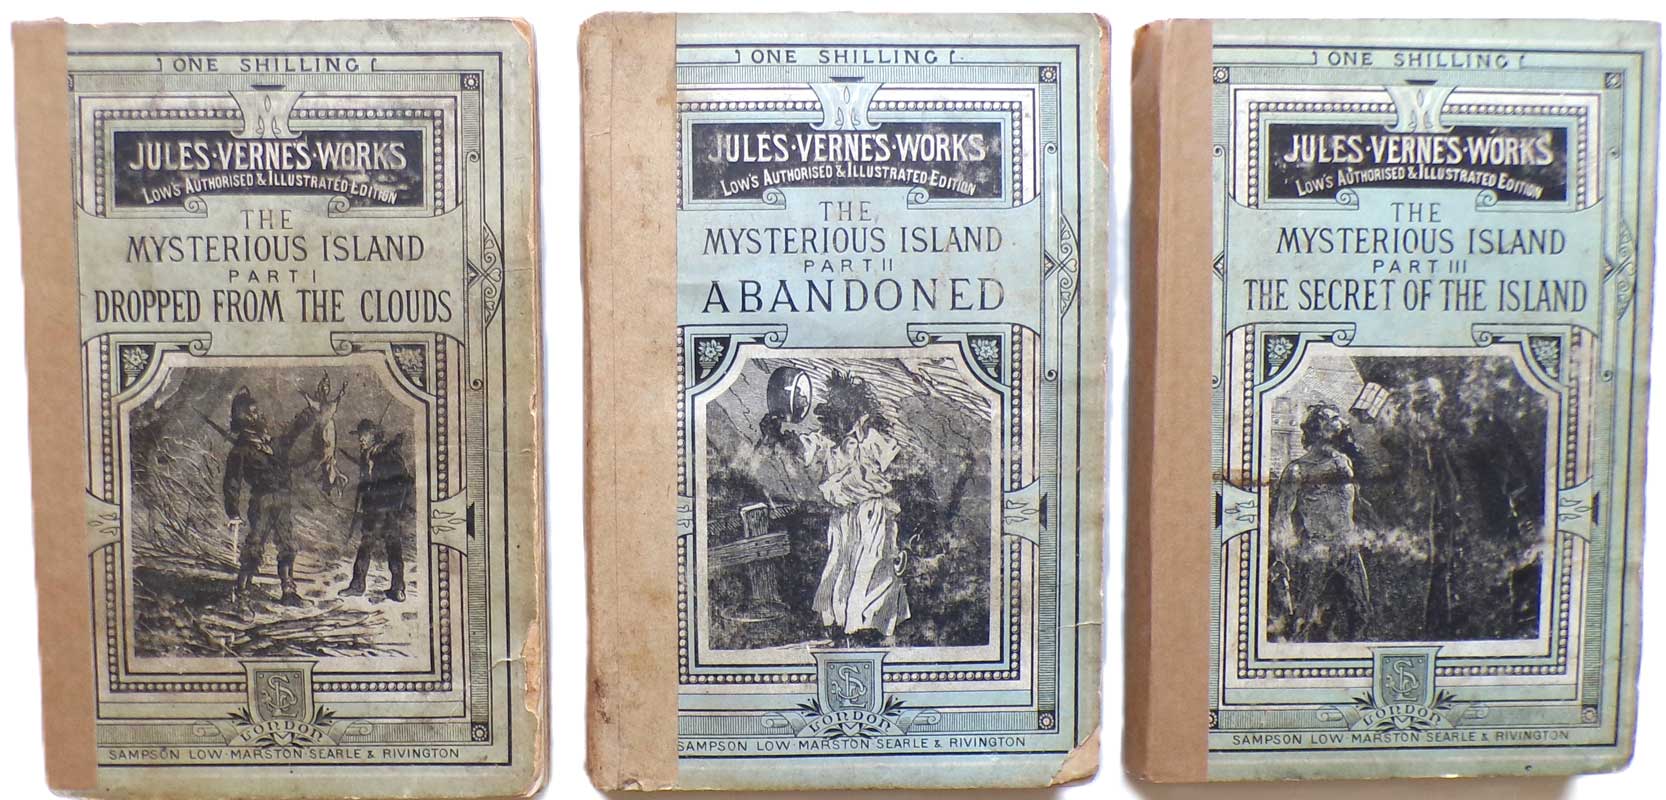 ONE SHILLING
JULES·VERNES·WORKS
LOW'S AUTHORISED & ILLUSTRATED EDITION
THE
MYSTERIOUS ISLAND
PART I
DROPPED FROM THE CLOUDS
LONDON
SAMPSON LOW·MARSTON SEARLE & RIVINGTON
ONE SHILLING
JULES·VERNES·WORKS
LOW'S AUTHORISED & ILLUSTRATED EDITION
THE
MYSTERIOUS ISLAND
PART II
ABANDONED
LONDON
SAMPSON LOW·MARSTON SEARLE & RIVINGTON
ONE SHILLING
JULES·VERNES·WORKS
LOW'S AUTHORISED & ILLUSTRATED EDITION
THE
MYSTERIOUS ISLAND
PART III
THE SECRET OF THE ISLAND
LONDON
SAMPSON LOW·MARSTON SEARLE & RIVINGTON